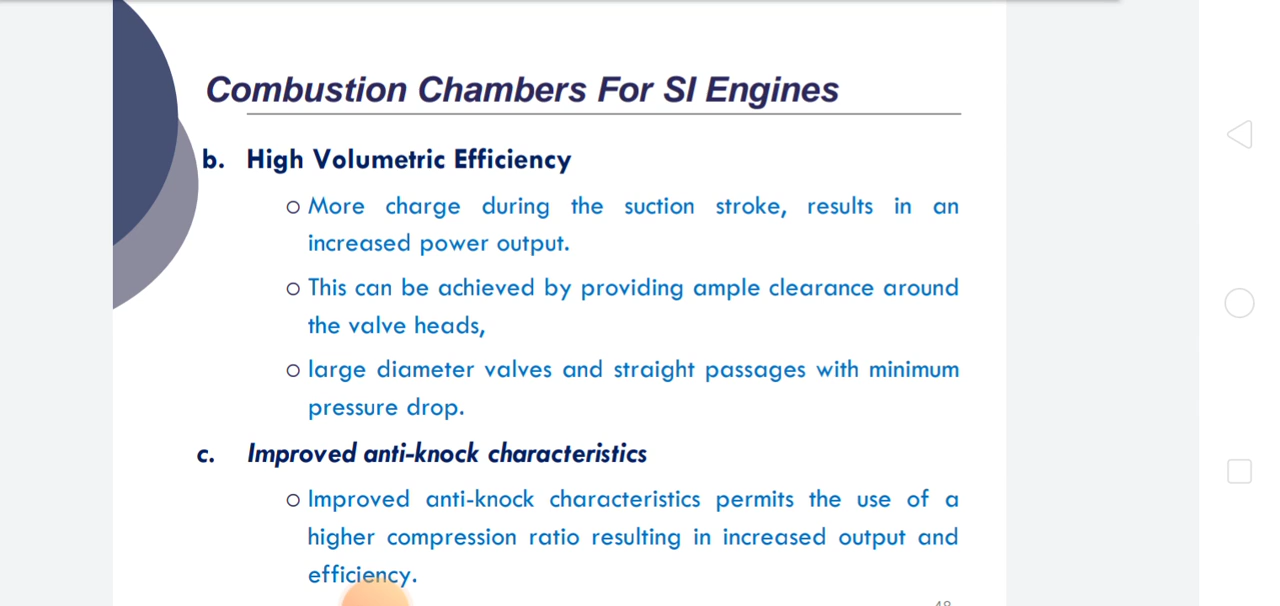 Combustion Chambers For SI Engines
b. High Volumetric Efficiency
o More charge during the suction stroke, results in an
increased power output.
o This can be achieved by providing ample clearance around
the valve heads,
o large diameter valves and straight passages with minimum
pressure drop.
c. Improved anti-knock characteristics
o Improved anti-knock characteristics permits the use of a
higher compression ratio resulting in increased output and
efficiency.